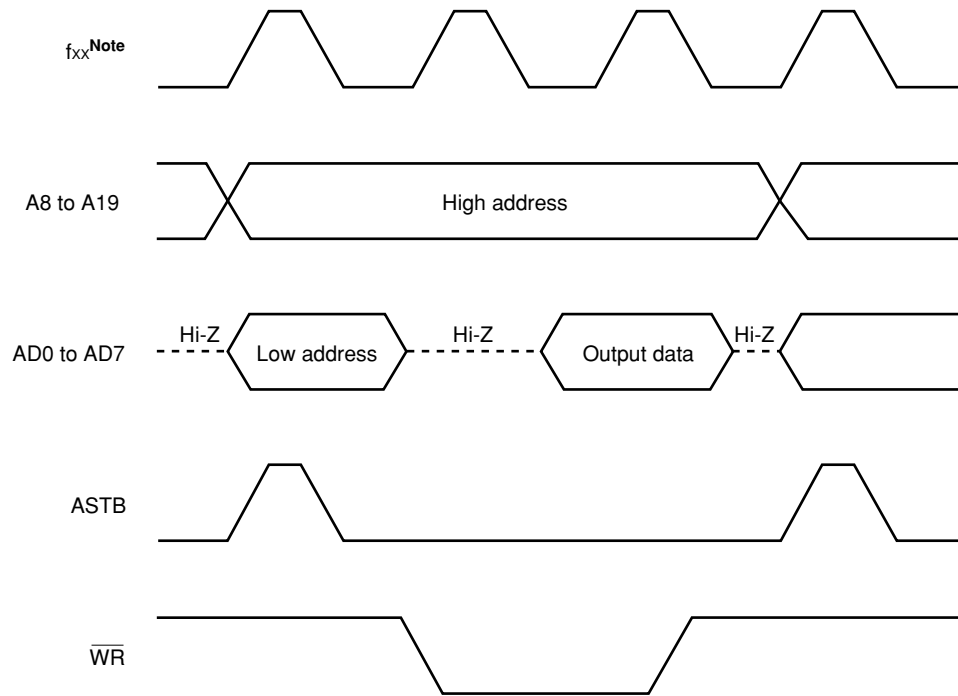 fxxNote
A8 to A19
High address
AD0 to AD7
Hi-Z
Low address
Hi-Z
Output data
Hi-Z
ASTB
WR